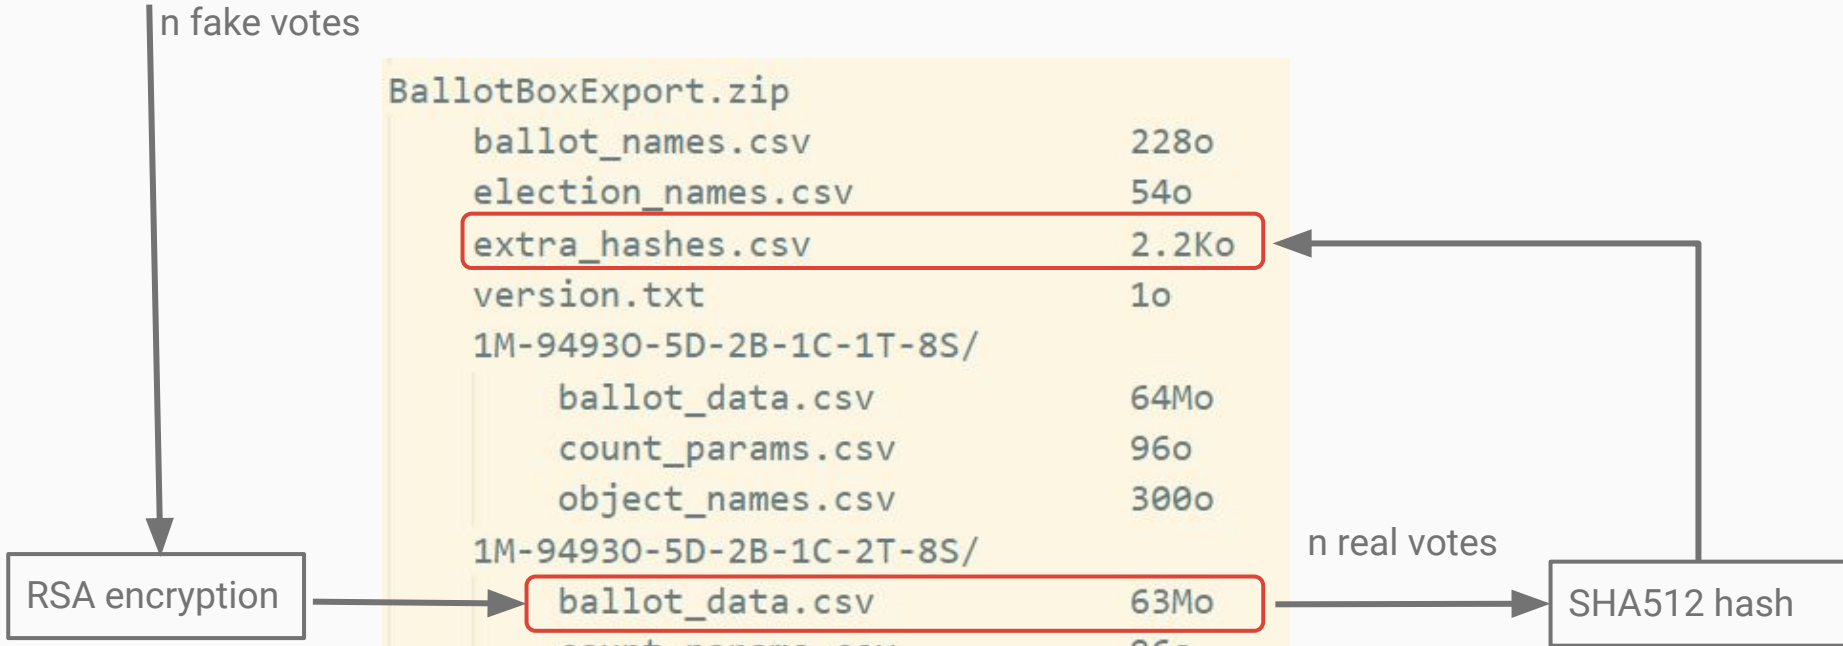 n fake votes
BallotBoxExport.zip
ballot_names.csv 228o
election_names.csv 54o
extra_hashes.csv 2.2Ko
version.txt 1o
1M-9493O-5D-2B-1C-1T-8S/
ballot_data.csv 64Mo
count_params.csv 96o
object_names.csv 300o
1M-9493O-5D-2B-1C-2T-8S/
n real votes
RSA encryption
ballot_data.csv 63Mo
SHA512 hash